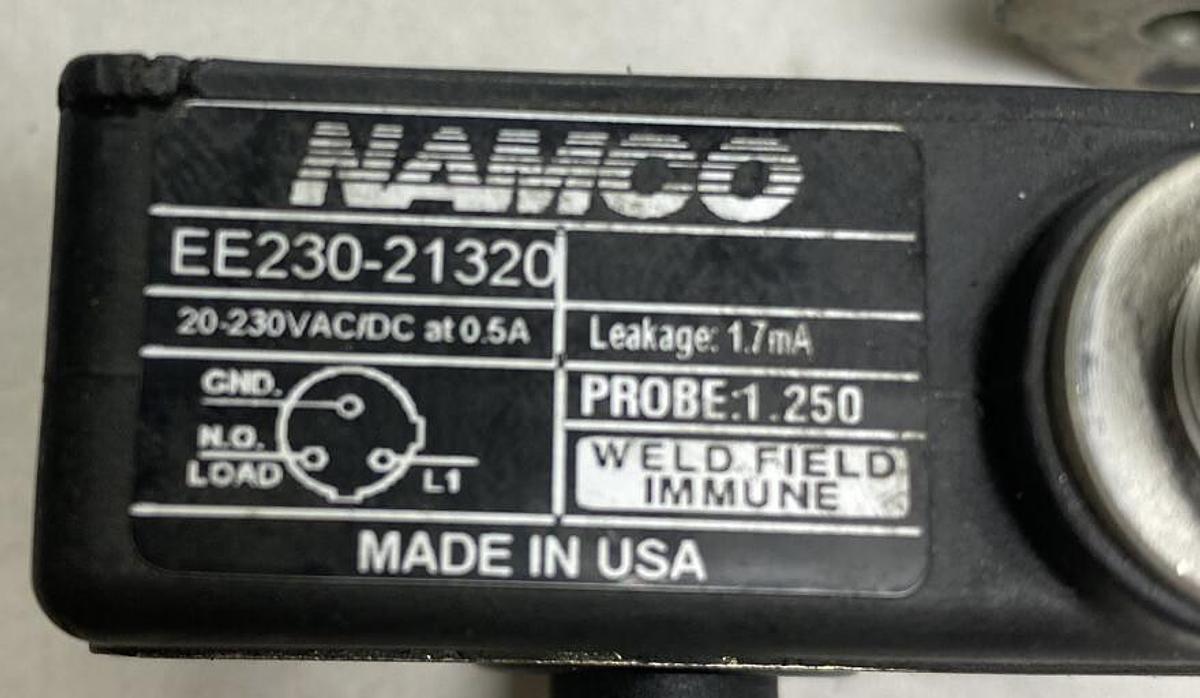 NAMCO
EE230-21320
20-230VAC/DC at 0.5A
Leakage: 1.7mA
GND.
N.O.
LOAD
L1
PROBE:1.250
WELD FIELD
IMMUNE
MADE IN USA